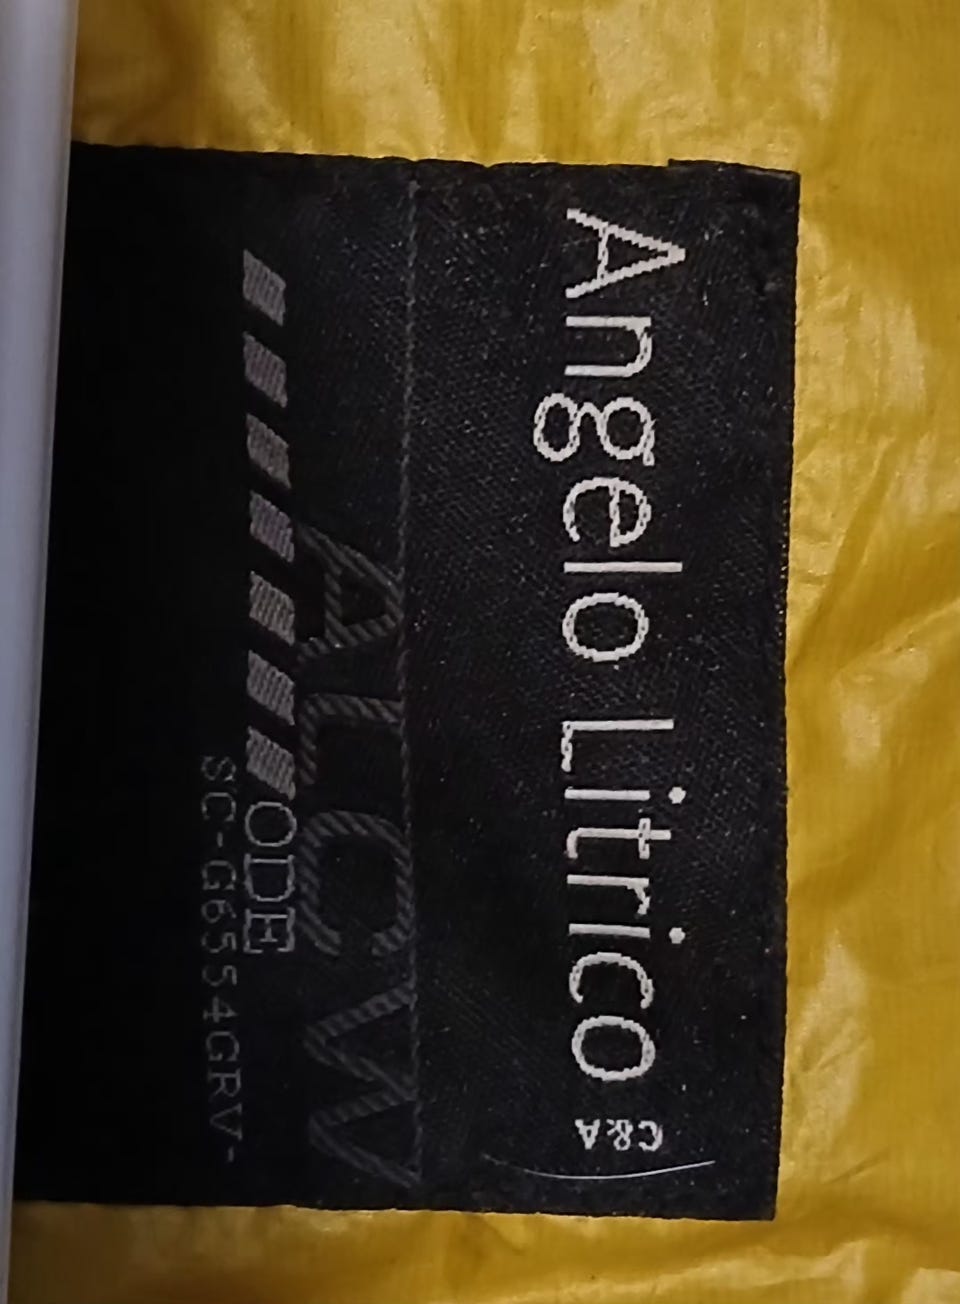 Angelo Litrico
C&A
ALCW
ODE
SC-G6554GRV-